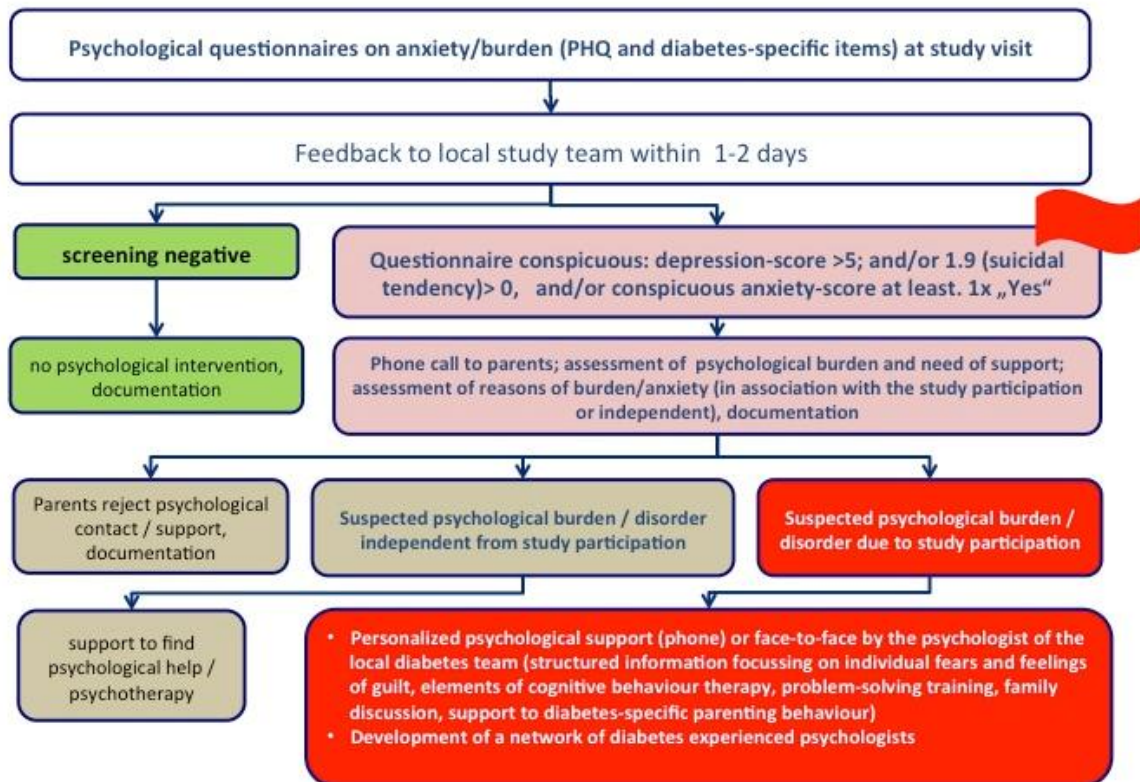 Psychological questionnaires on anxiety/burden (PHQ and diabetes-specific items) at study visit
Feedback to local study team within 1-2 days
screening negative
Questionnaire conspicuous: depression-score >5; and/or 1.9 (suicidal
tendency)> 0, and/or conspicuous anxiety-score at least. 1x „Yes“
no psychological intervention,
documentation
Phone call to parents; assessment of psychological burden and need of support;
assessment of reasons of burden/anxiety (in association with the study participation
or independent), documentation
Parents reject psychological
contact / support,
documentation
Suspected psychological burden / disorder
independent from study participation
Suspected psychological burden /
disorder due to study participation
support to find
psychological help /
psychotherapy
• Personalized psychological support (phone) or face-to-face by the psychologist of the
local diabetes team (structured information focussing on individual fears and feelings
of guilt, elements of cognitive behaviour therapy, problem-solving training, family
discussion, support to diabetes-specific parenting behaviour)
• Development of a network of diabetes experienced psychologists